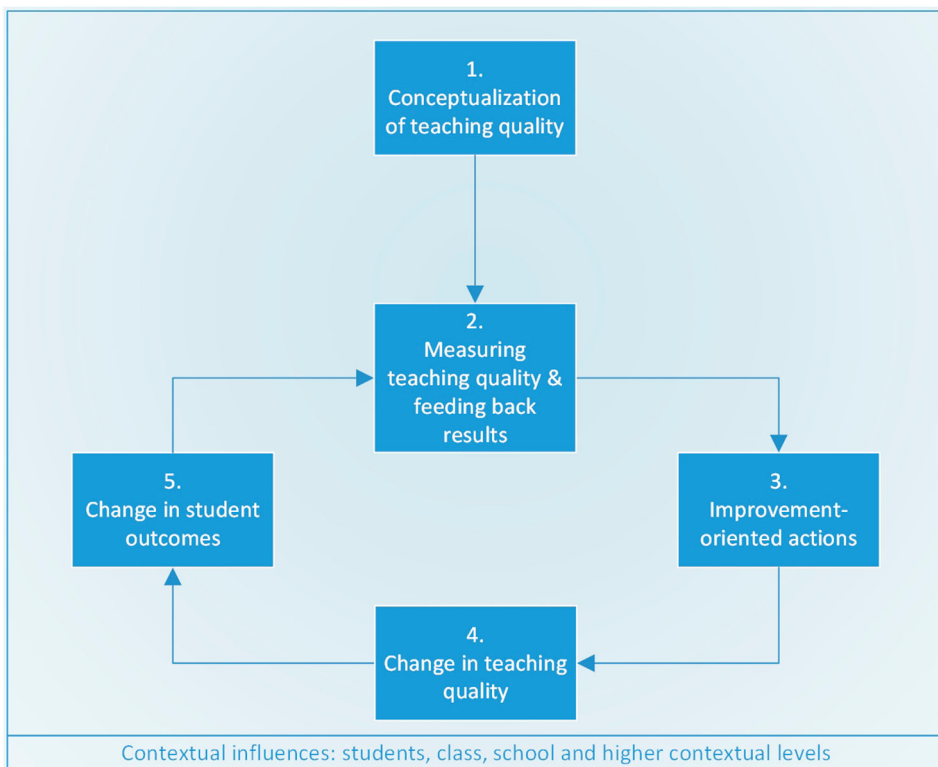 1.
Conceptualization
of teaching quality
2.
Measuring
teaching quality &
feeding back
results
3.
Improvement-
oriented actions
4.
Change in teaching
quality
5.
Change in student
outcomes
Contextual influences: students, class, school and higher contextual levels